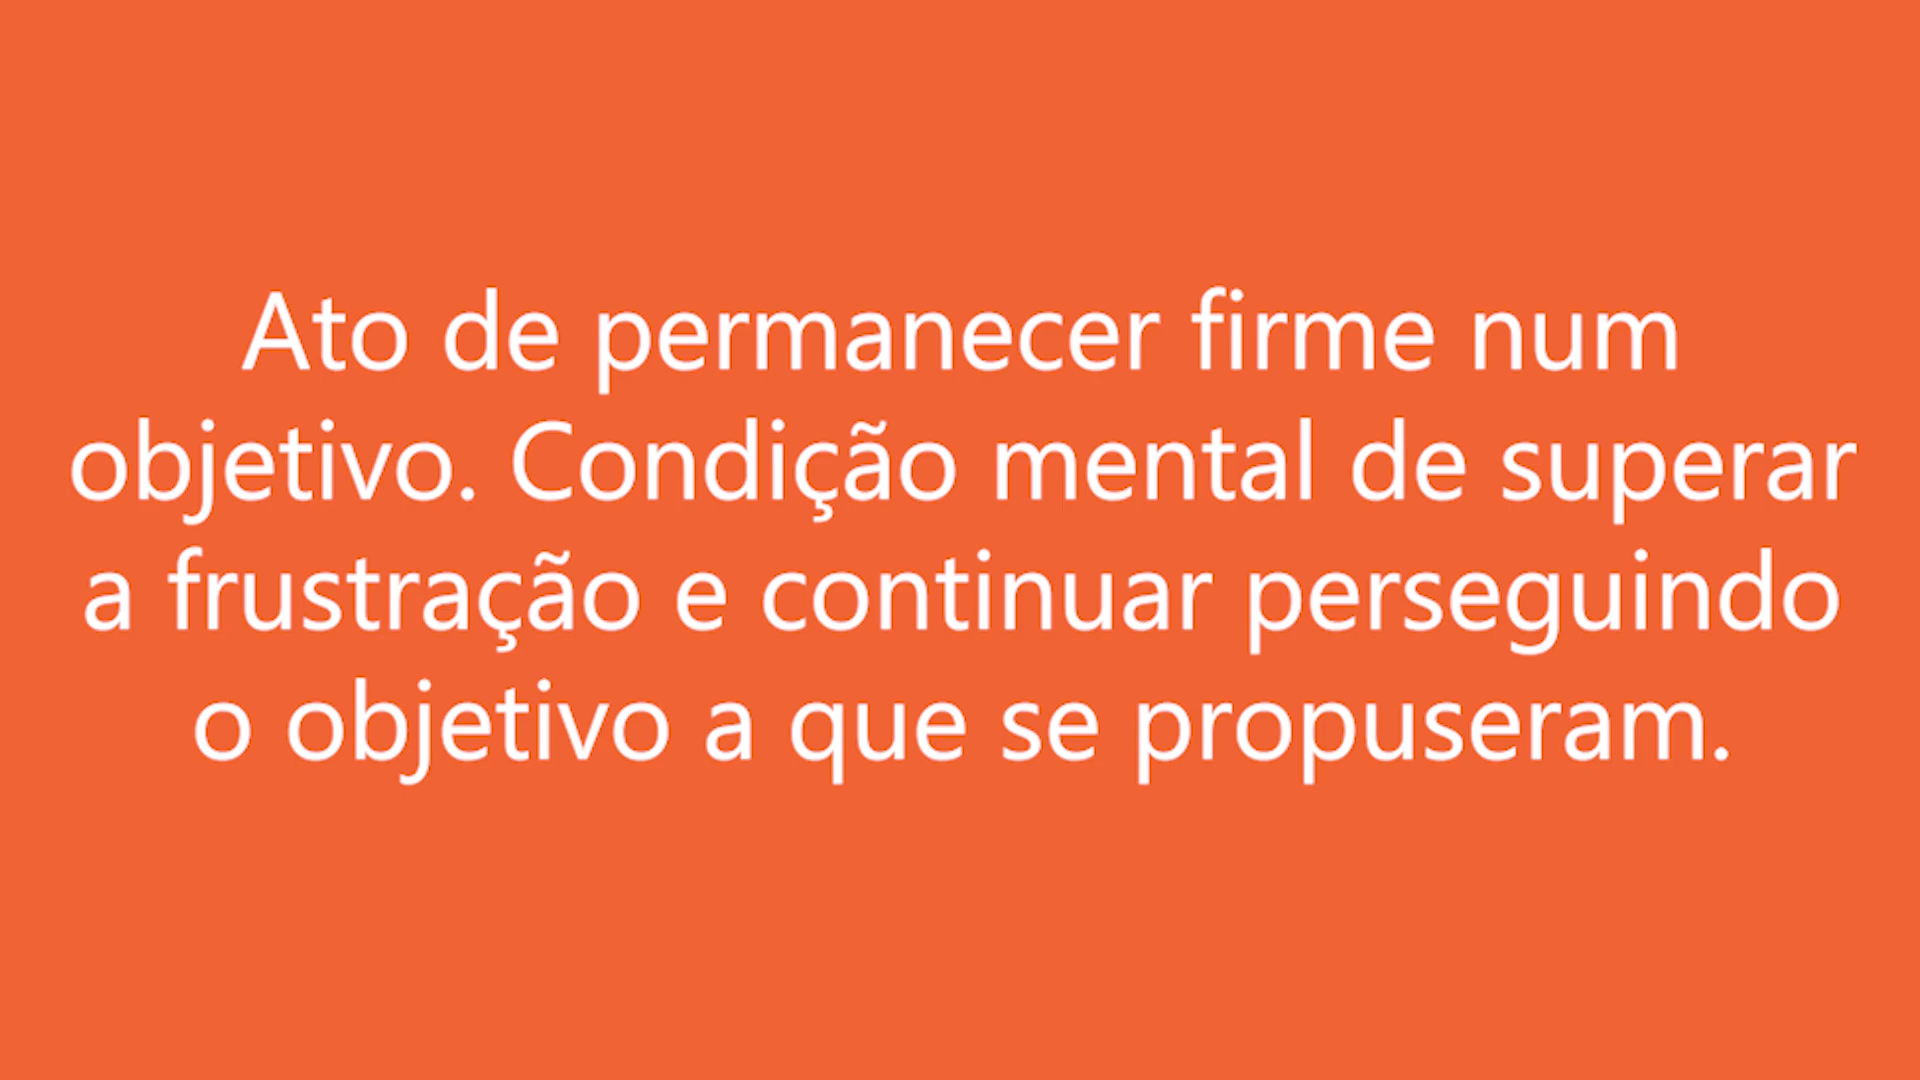 Ato de permanecer firme num
objetivo. Condição mental de superar
a frustração e continuar perseguindo
o objetivo a que se propuseram.